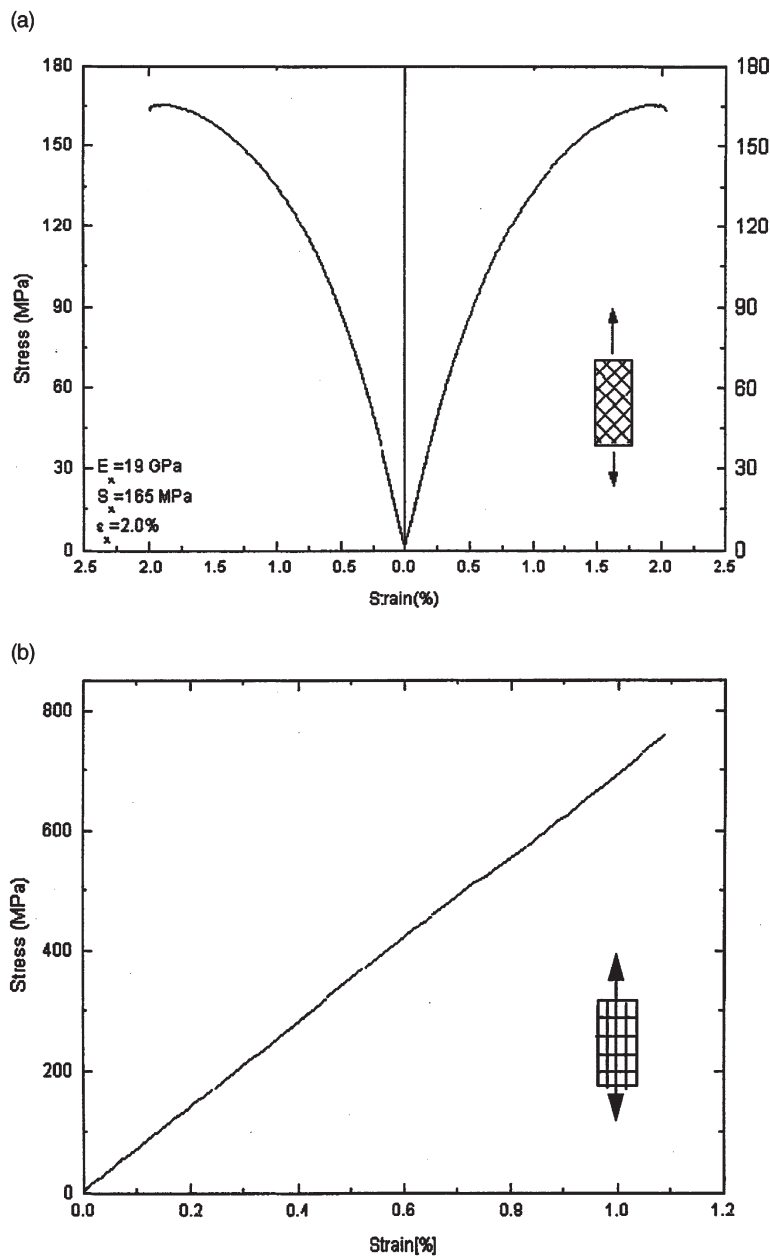 (a)
180 180
150 150
120 120
90 90
60 60
30 30
0 0
Stress (MPa)
E x =19 GPa
S x =165 MPa
ε x =2.0%
2.5 2.0 1.5 1.0 0.5 0.0 0.5 1.0 1.5 2.0 2.5
Strain(%)
(b)
800
600
400
200
0
Stress (MPa)
0.0 0.2 0.4 0.6 0.8 1.0 1.2
Strain[%]